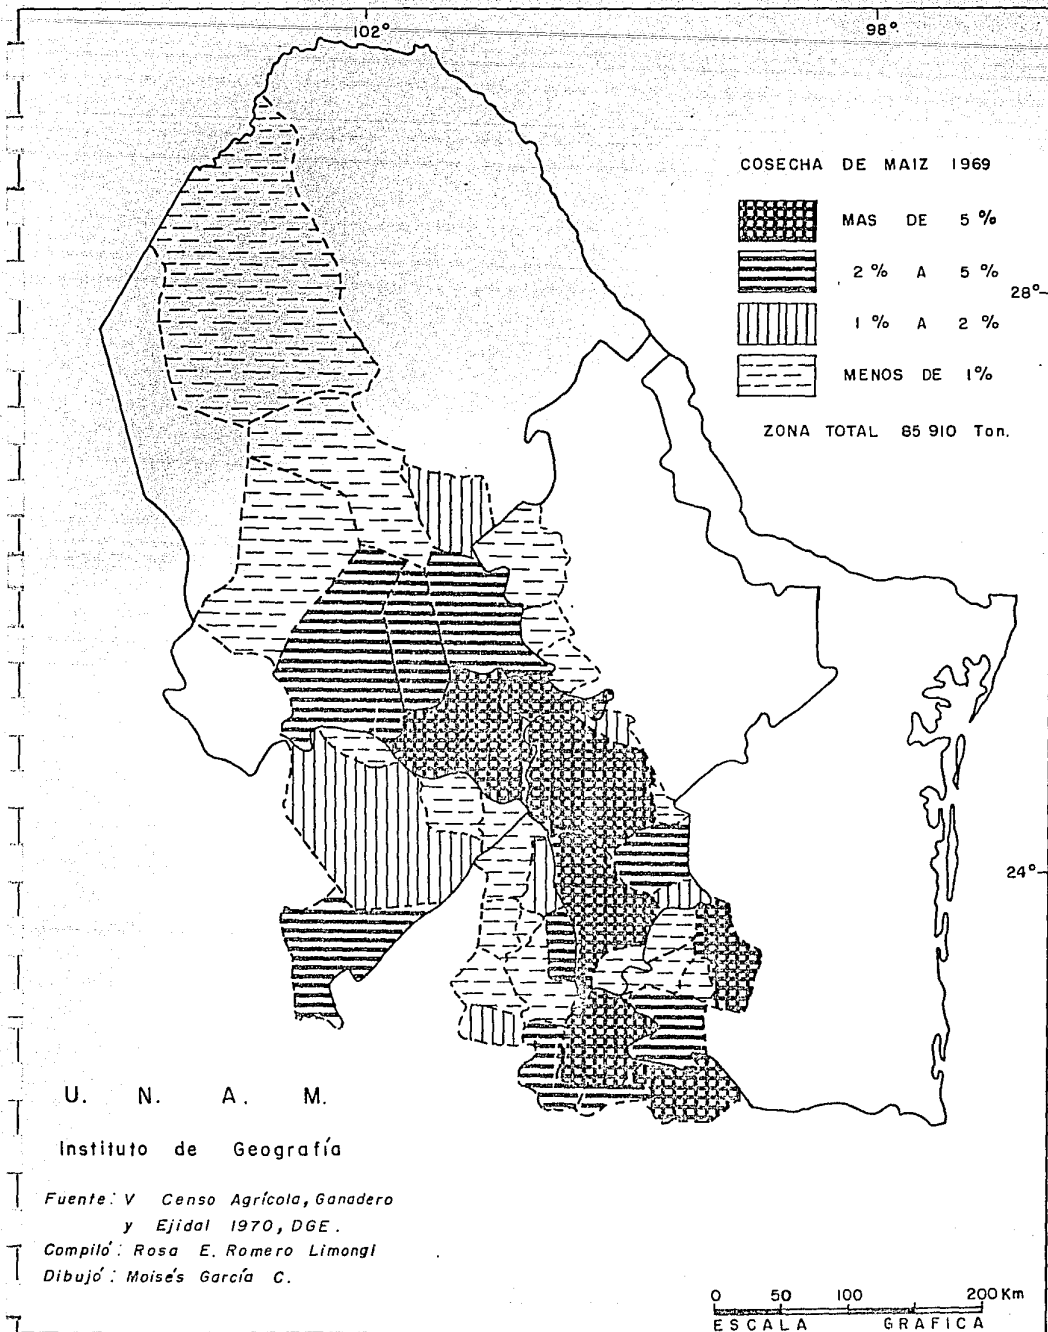 102°
98°
COSECHA DE MAIZ 1969
MAS DE 5 %
2 % A 5 %
28°
1 % A 2 %
MENOS DE 1%
ZONA TOTAL 85 910 Ton.
24°
U. N. A. M.
Instituto de Geografía
Fuente: V Censo Agrícola, Ganadero
y Ejidal 1970, DGE.
Compiló: Rosa E. Romero Limongi
Dibujó: Moisés García C.
0 50 100 200 Km
ESCALA GRAFICA